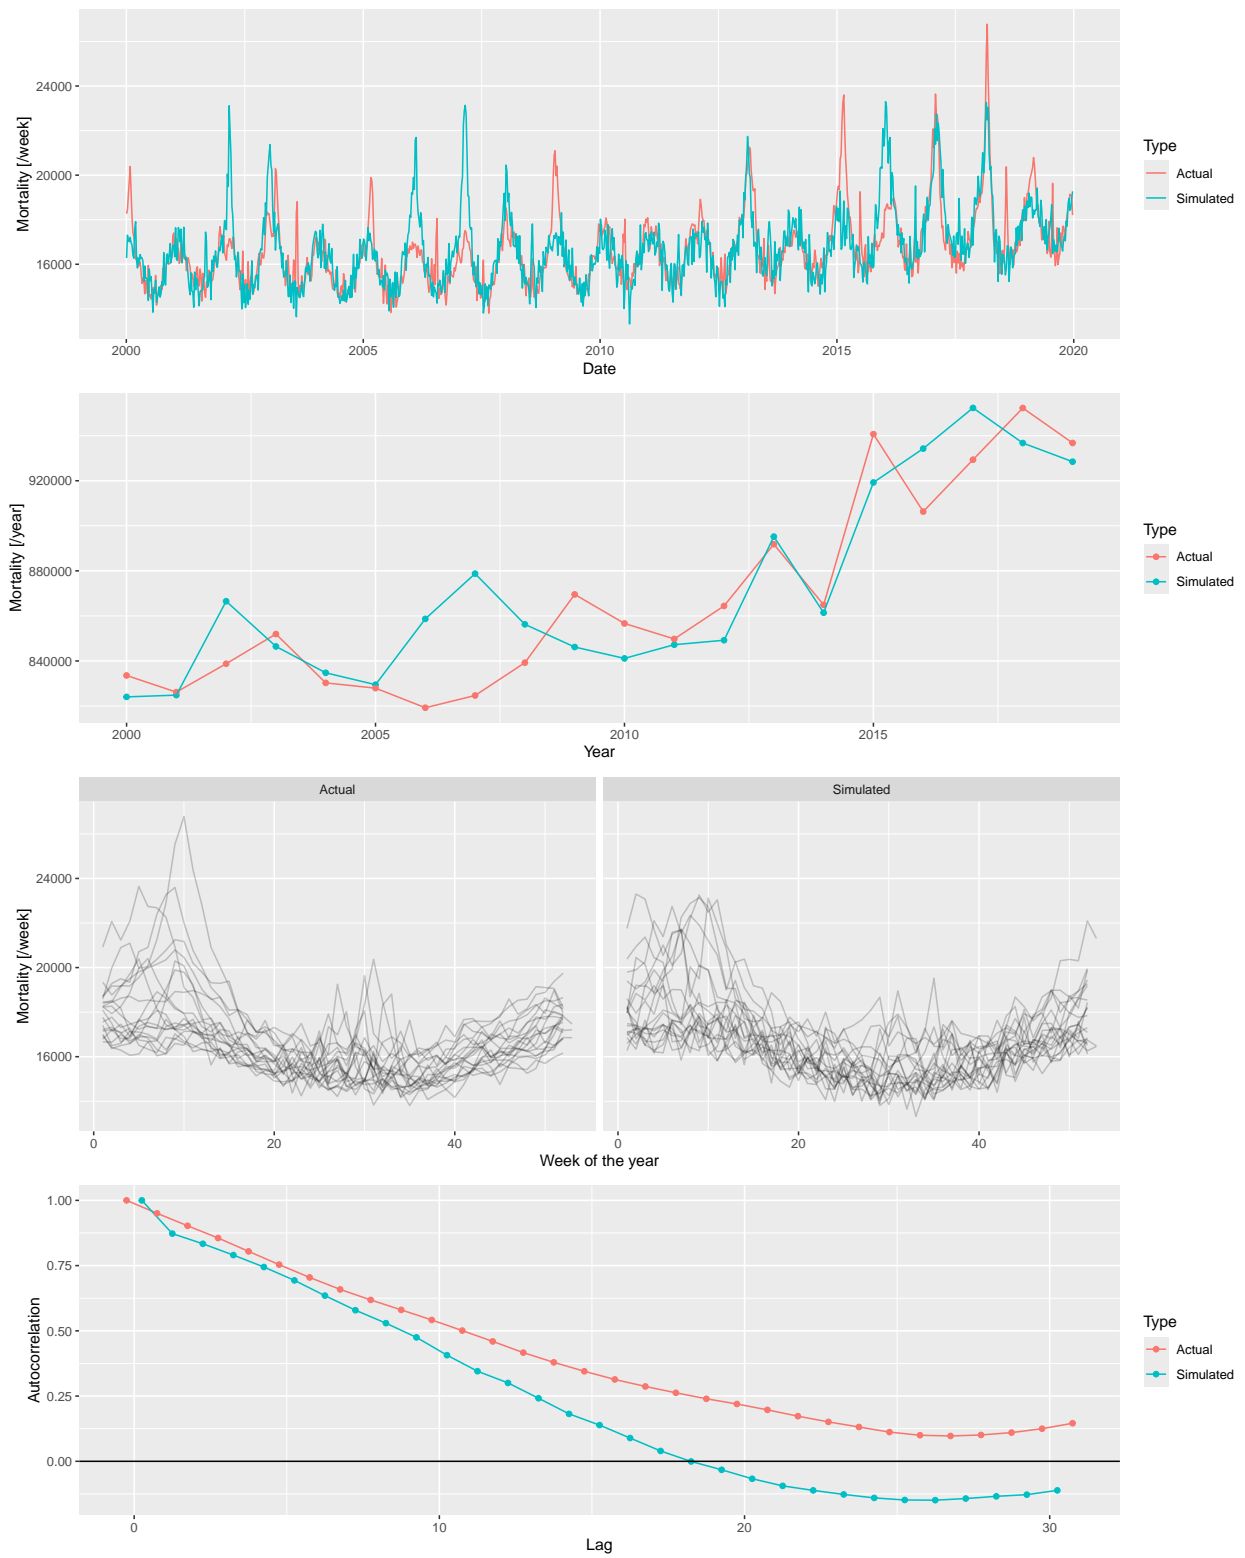 Mortality [/week]
24000
20000
16000
2000
2005
2010
2015
2020
Date
Type
Actual
Simulated
Mortality [/year]
920000
880000
840000
2000
2005
2010
2015
Year
Type
Actual
Simulated
Actual
Simulated
Mortality [/week]
24000
20000
16000
0
20
40
0
20
40
Week of the year
Autocorrelation
1.00
0.75
0.50
0.25
0.00
0
10
20
30
Lag
Type
Actual
Simulated